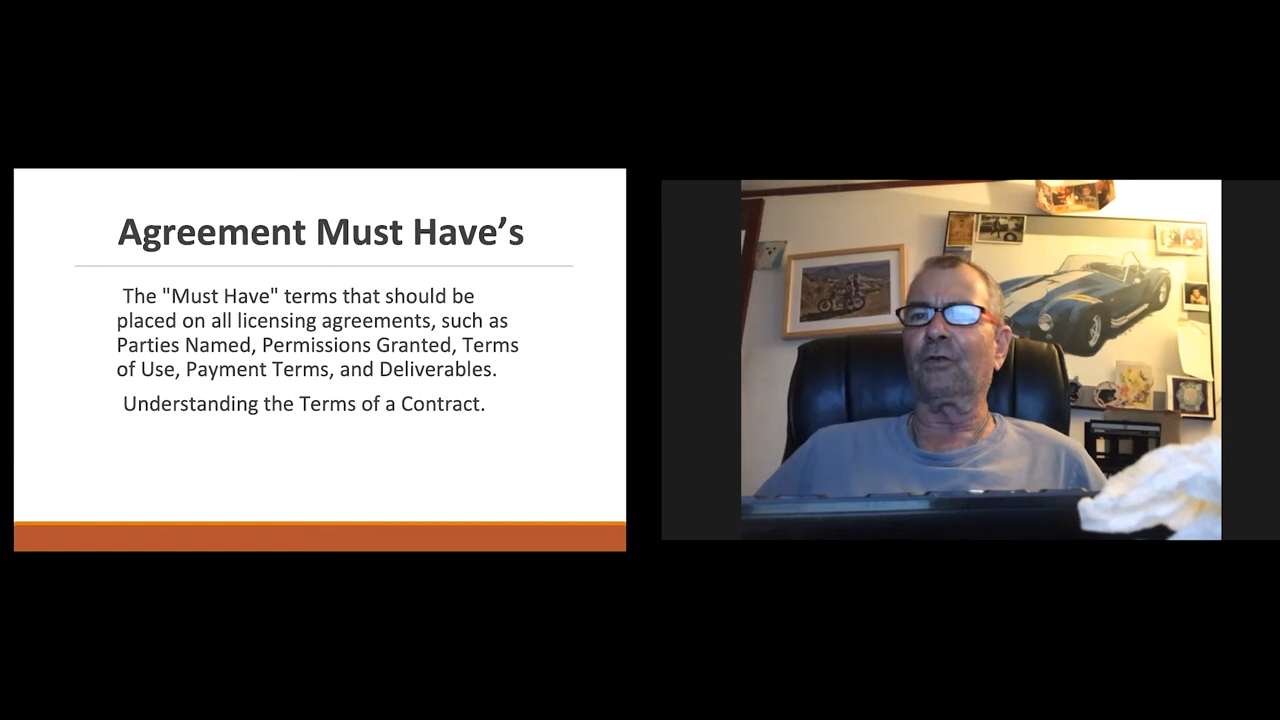 Agreement Must Have’s
The "Must Have" terms that should be
placed on all licensing agreements, such as
Parties Named, Permissions Granted, Terms
of Use, Payment Terms, and Deliverables.
Understanding the Terms of a Contract.